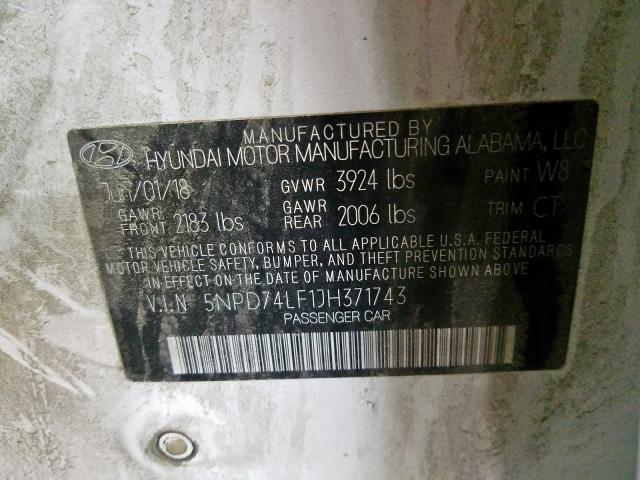 MANUFACTURED BY
HYUNDAI MOTOR MANUFACTURING ALABAMA, LLC
Jun/01/18 GVWR 3924 lbs PAINT W8
GAWR FRONT 2183 lbs GAWR REAR 2006 lbs TRIM CT
THIS VEHICLE CONFORMS TO ALL APPLICABLE U.S.A. FEDERAL
MOTOR VEHICLE SAFETY, BUMPER, AND THEFT PREVENTION STANDARDS
IN EFFECT ON THE DATE OF MANUFACTURE SHOWN ABOVE
V.I.N 5NPD74LF1JH371743
PASSENGER CAR